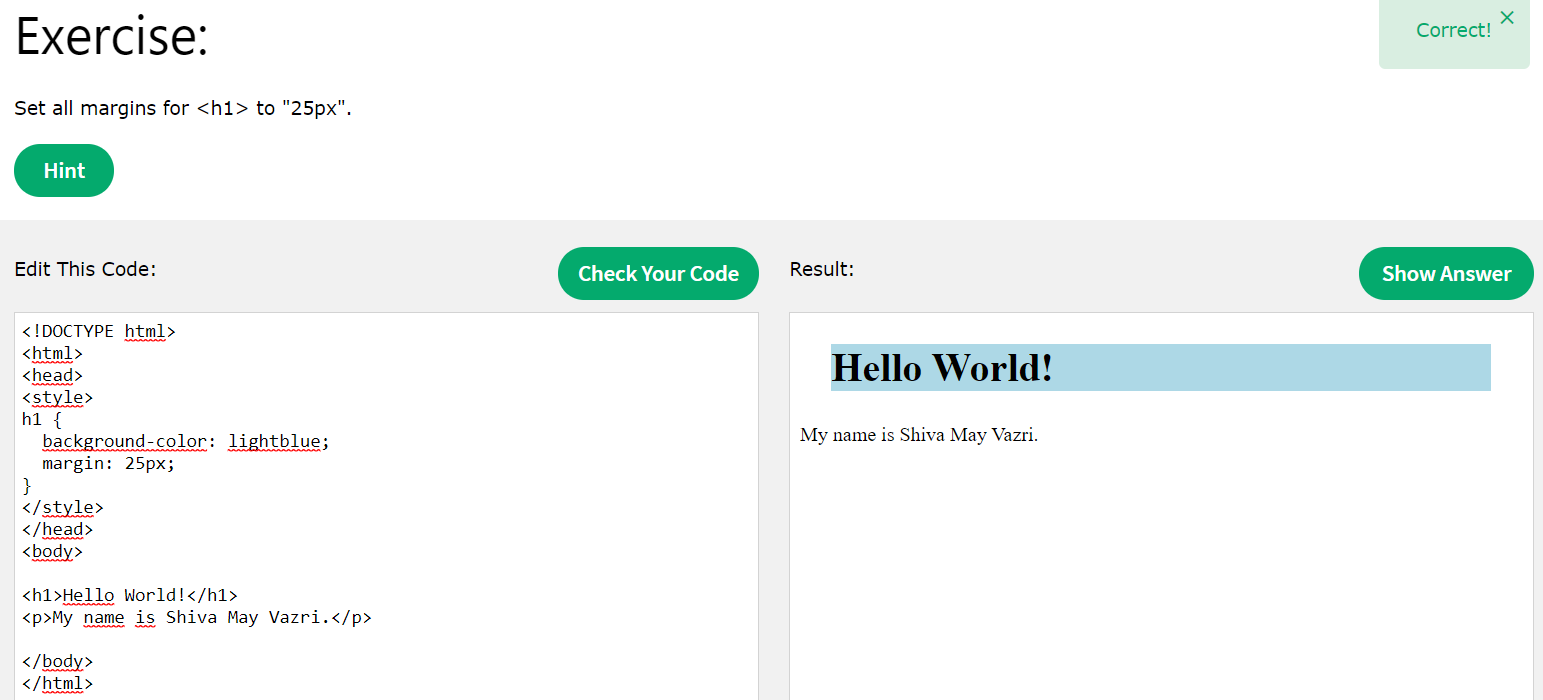 Exercise:
Correct! ×
Set all margins for <h1> to "25px".
Hint
Edit This Code:
Check Your Code
Result:
Show Answer
<!DOCTYPE html>
<html>
<head>
<style>
h1 {
  background-color: lightblue;
  margin: 25px;
}
</style>
</head>
<body>

<h1>Hello World!</h1>
<p>My name is Shiva May Vazri.</p>

</body>
</html>
Hello World!
My name is Shiva May Vazri.